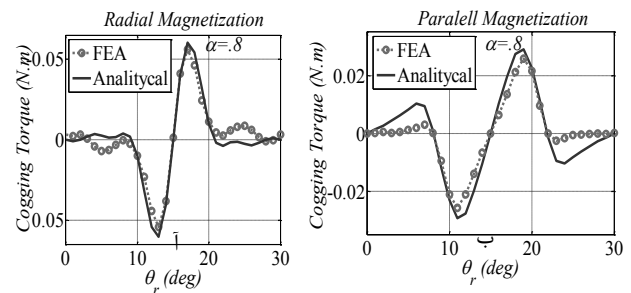 Radial Magnetization
α=.8
FEA
Analitycal
Cogging Torque (N.m)
0.05
0
0.05
0 10 20 30
θr (deg)
Paralell Magnetization
α=.8
FEA
Analitycal
Cogging Torque (N.m)
0.02
0
-0.02
0 10 20 30
θr (deg)